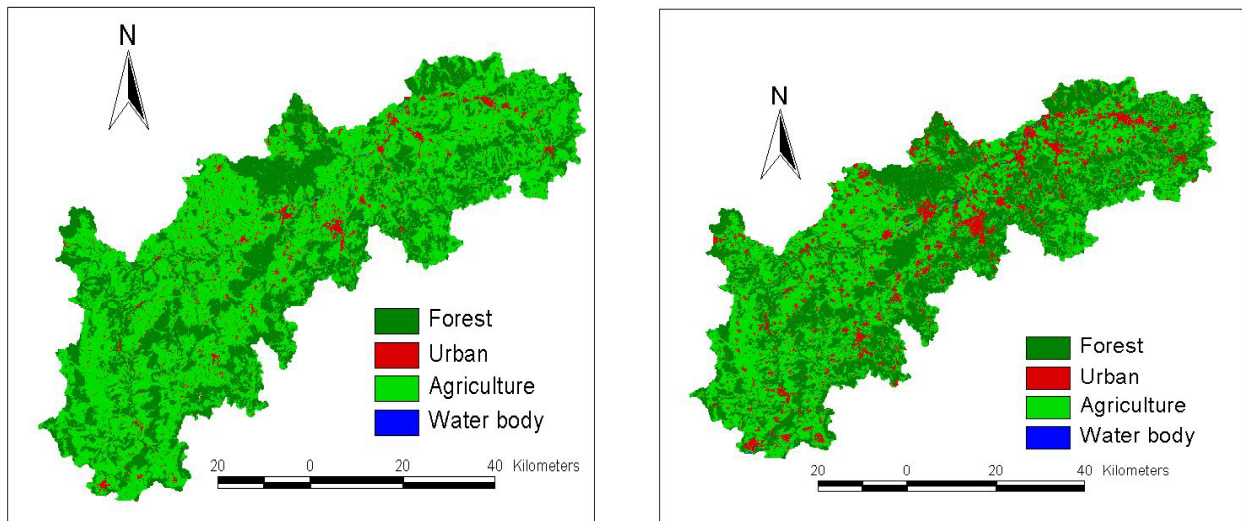 N
Forest
Urban
Agriculture
Water body
20 0 20 40 Kilometers
N
Forest
Urban
Agriculture
Water body
20 0 20 40 Kilometers